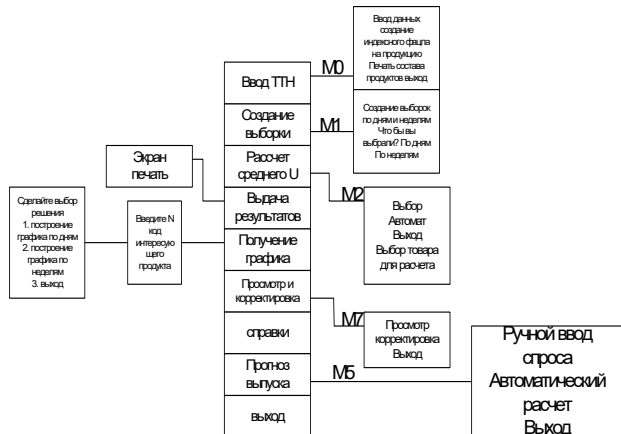 Ввод данных
создание
индексного фацла
на продукцию
Печать состава
продуктов выход
Ввод ТТН
M0
Создание
выборки
M1
Создание выборок
по дням и неделям
Что бы вы
выбрали? По дням
По неделям
Экран
печать
Рассчет
среднего U
M2
Выбор
Автомат
Выход
Выбор товара
для расчета
Сделайте выбор
решения
1. построение
графика по дням
2. построение
графика по
неделям
3. выход
Введите N
код
интересую
щего
продукта
Выдача
результатов
Получение
графика
Просмотр и
корректировка
M7
Просмотр
корректировка
Выход
справки
Прогноз
выпуска
M5
Ручной ввод
спроса
Автоматический
расчет
Выход
выход